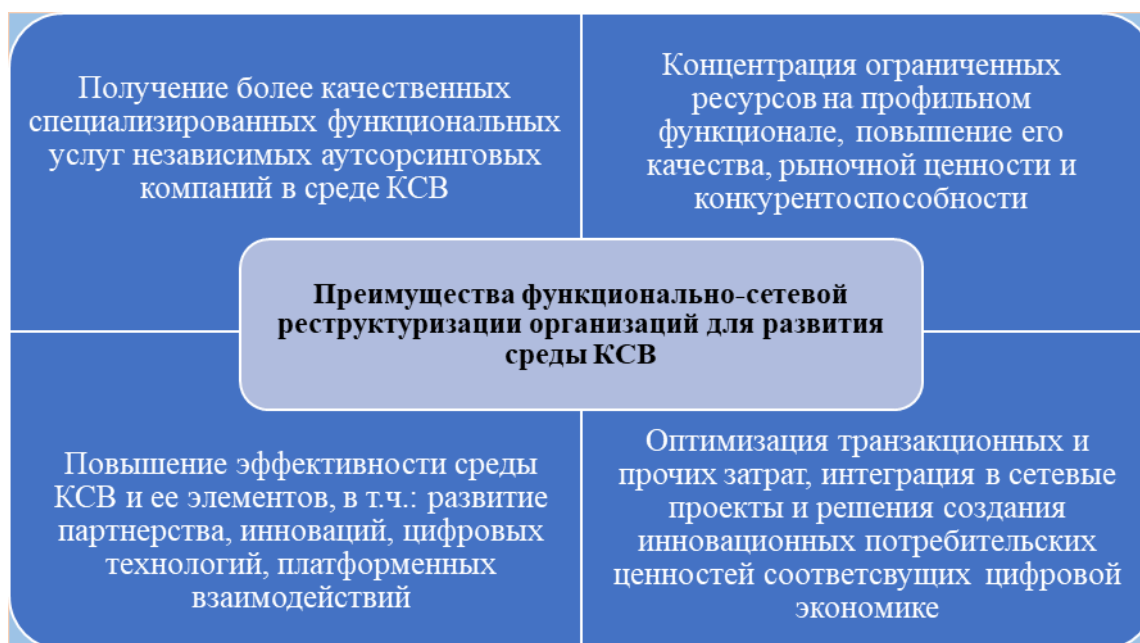 Получение более качественных
специализированных функциональных
услуг независимых аутсорсинговых
компаний в среде КСВ
Концентрация ограниченных
ресурсов на профильном
функционале, повышение его
качества, рыночной ценности и
конкурентоспособности
Преимущества функционально-сетевой
реструктуризации организаций для развития
среды КСВ
Повышение эффективности среды
КСВ и ее элементов, в т.ч.: развитие
партнерства, инноваций, цифровых
технологий, платформенных
взаимодействий
Оптимизация транзакционных и
прочих затрат, интеграция в сетевые
проекты и решения создания
инновационных потребительских
ценностей соответсвущих цифровой
экономике